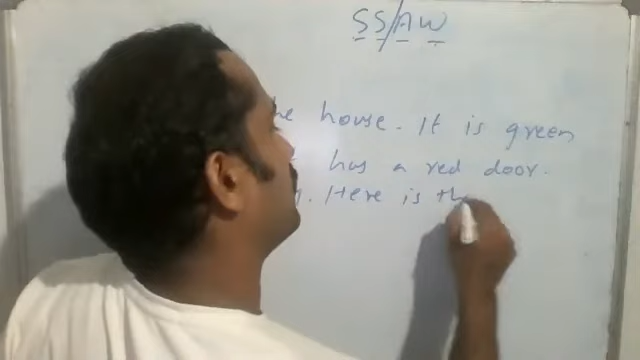 SS/AW
house. It is green
has a red door.
. Here is th